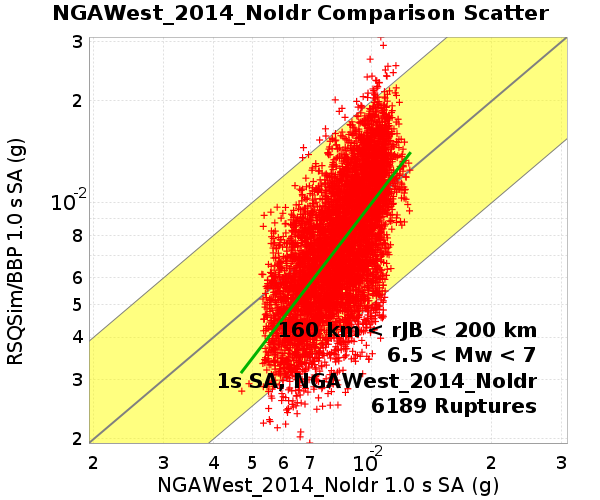 NGAWest_2014_NoIdr Comparison Scatter
RSQSim/BBP 1.0 s SA (g)
3
2
10-2
8
6
5
4
3
2
160 km < rJB < 200 km
6.5 < Mw < 7
1s SA, NGAWest_2014_NoIdr
6189 Ruptures
2 3 4 5 6 7 10-2 2 3
NGAWest_2014_NoIdr 1.0 s SA (g)